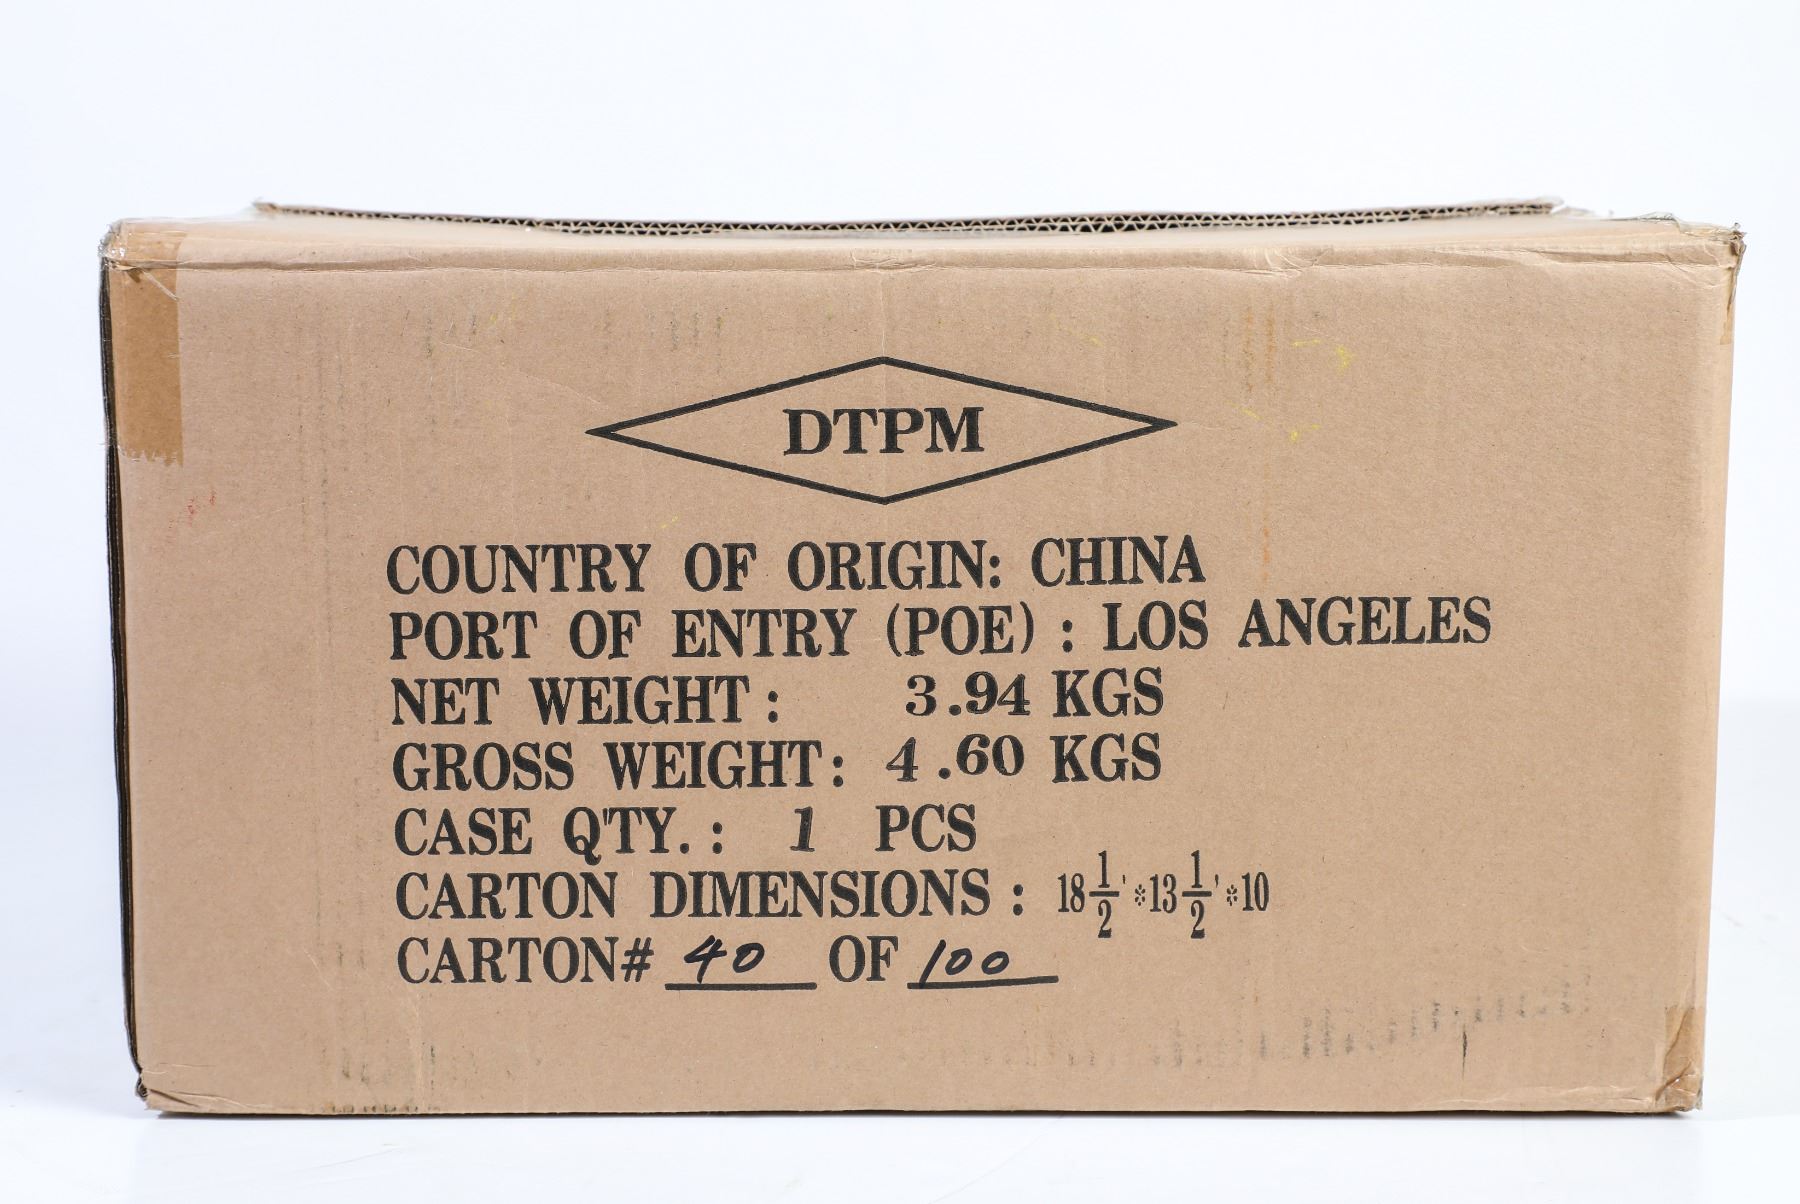 DTPM
COUNTRY OF ORIGIN: CHINA
PORT OF ENTRY (POE) : LOS ANGELES
NET WEIGHT : 3.94 KGS
GROSS WEIGHT: 4.60 KGS
CASE Q'TY. : 1 PCS
CARTON DIMENSIONS : 18 1/2' *13 1/2' *10
CARTON# 40 OF 100